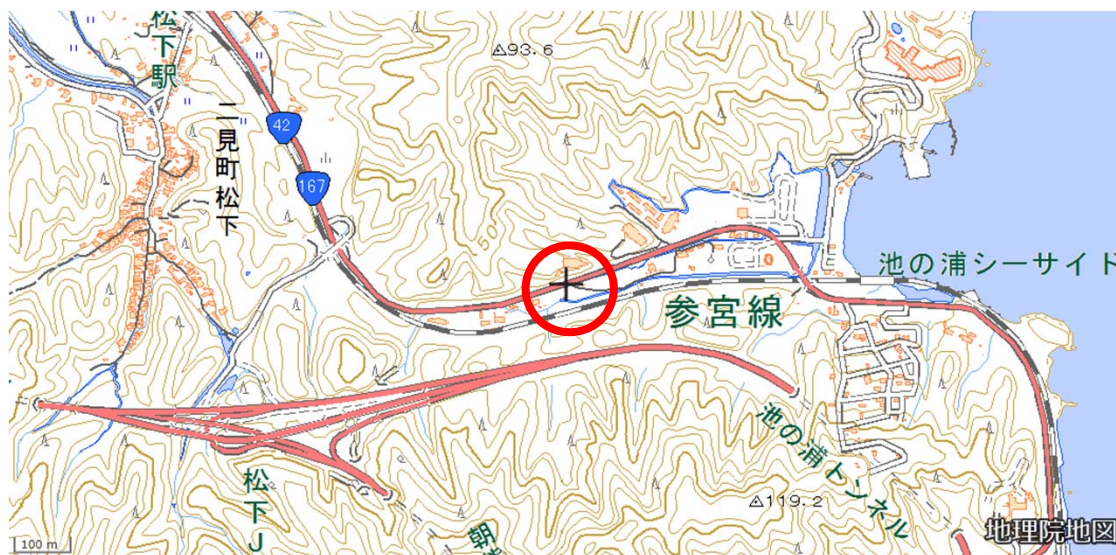 松下駅
93.6
二見町松下
42
167
池の浦シーサイド
参宮線
池の浦トンネル
松下J
119.2
朝
100 m
地理院地図